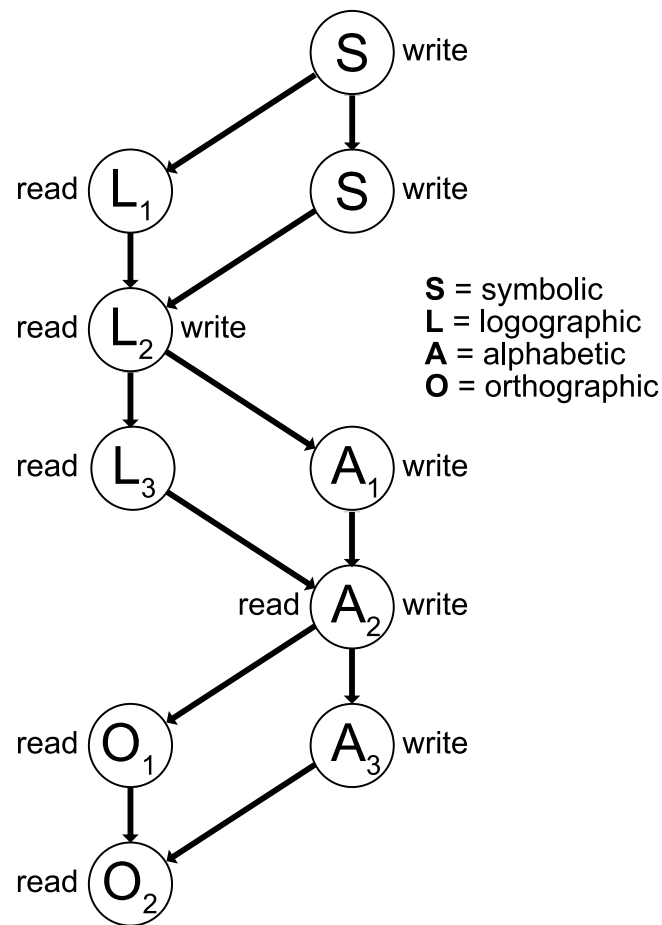 S write
read L₁ S write
read L₂ write
S = symbolic
L = logographic
A = alphabetic
O = orthographic
read L₃ A₁ write
read A₂ write
read O₁ A₃ write
read O₂